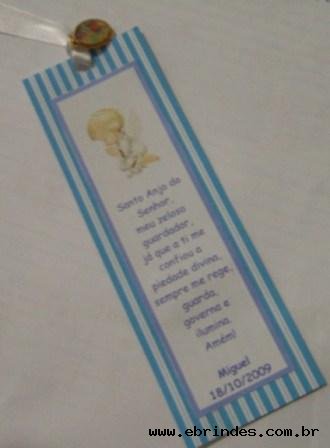 Santo Anjo do
Senhor,
meu zeloso
guardador,
já que a ti me
confiou a
piedade divina,
sempre me rege,
guarda,
governa e
ilumina.
Amém!
Miguel
18/10/2009
www.ebrindes.com.br